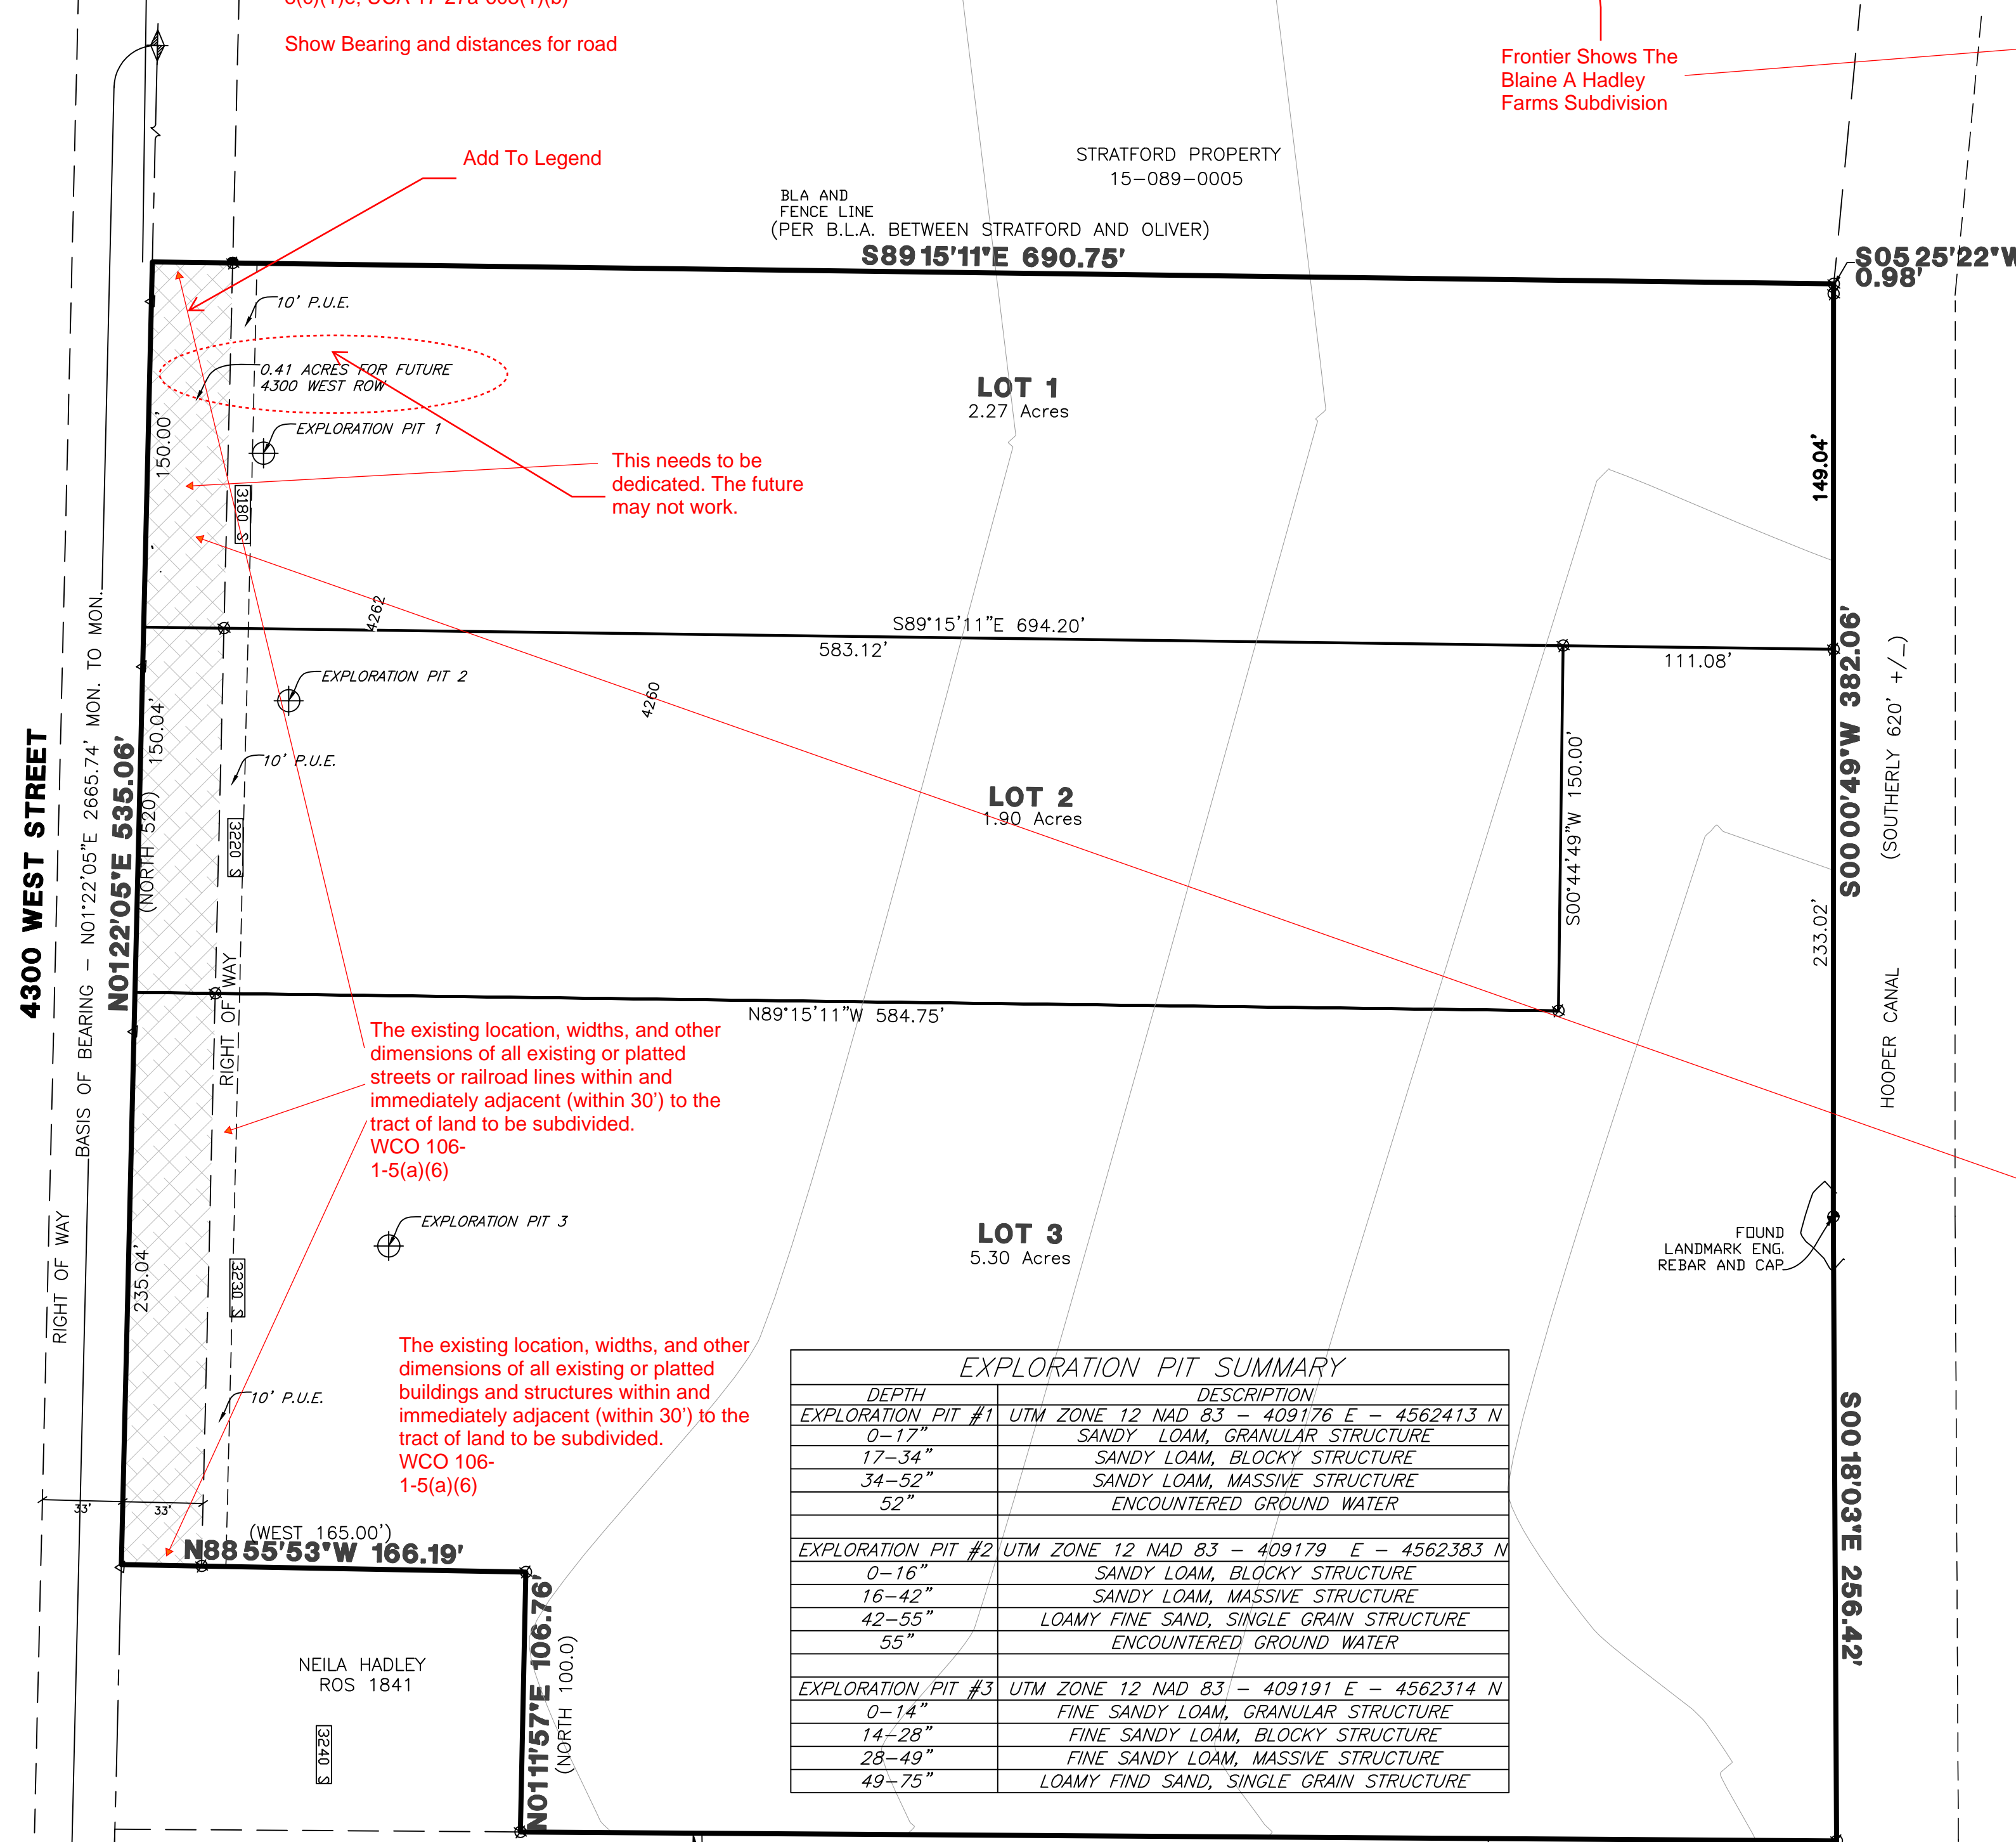 Show Bearing and distances for road
Frontier Shows The
Blaine A Hadley
Farms Subdivision
Add To Legend
STRATFORD PROPERTY
15-089-0005
BLA AND
FENCE LINE
(PER B.L.A. BETWEEN STRATFORD AND OLIVER)
S89 15'11"E 690.75'
S05 25'22"W
0.98'
10' P.U.E.
0.41 ACRES FOR FUTURE
4300 WEST ROW
LOT 1
2.27 Acres
EXPLORATION PIT 1
150.00'
149.04'
This needs to be
dedicated. The future
may not work.
3180 S
4262
S89°15'11"E 694.20'
583.12'
111.08'
EXPLORATION PIT 2
4260
150.04'
10' P.U.E.
LOT 2
1.90 Acres
S00°44'49"W 150.00'
S00 00'49"W 382.06'
(SOUTHERLY 620' +/-)
233.02'
HOOPER CANAL
4300 WEST STREET
BASIS OF BEARING - N01°22'05"E 2665.74' MON. TO MON.
N01 22'05"E 535.06'
(NORTH 520)
3220 S
RIGHT OF WAY
N89°15'11"W 584.75'
The existing location, widths, and other
dimensions of all existing or platted
streets or railroad lines within and
immediately adjacent (within 30') to the
tract of land to be subdivided.
WCO 106-
1-5(a)(6)
EXPLORATION PIT 3
LOT 3
5.30 Acres
FOUND
LANDMARK ENG.
REBAR AND CAP
RIGHT OF WAY
235.04'
3230 S
The existing location, widths, and other
dimensions of all existing or platted
buildings and structures within and
immediately adjacent (within 30') to the
tract of land to be subdivided.
WCO 106-
1-5(a)(6)
10' P.U.E.
33'
33'
(WEST 165.00')
N88 55'53"W 166.19'
N01 11'57"E 106.76'
(NORTH 100.0)
NEILA HADLEY
ROS 1841
3240 S
S00 18'03"E 256.42'
EXPLORATION PIT SUMMARY
DEPTH DESCRIPTION
EXPLORATION PIT #1 UTM ZONE 12 NAD 83 - 409176 E - 4562413 N
0-17" SANDY LOAM, GRANULAR STRUCTURE
17-34" SANDY LOAM, BLOCKY STRUCTURE
34-52" SANDY LOAM, MASSIVE STRUCTURE
52" ENCOUNTERED GROUND WATER
EXPLORATION PIT #2 UTM ZONE 12 NAD 83 - 409179 E - 4562383 N
0-16" SANDY LOAM, BLOCKY STRUCTURE
16-42" SANDY LOAM, MASSIVE STRUCTURE
42-55" LOAMY FINE SAND, SINGLE GRAIN STRUCTURE
55" ENCOUNTERED GROUND WATER
EXPLORATION PIT #3 UTM ZONE 12 NAD 83 - 409191 E - 4562314 N
0-14" FINE SANDY LOAM, GRANULAR STRUCTURE
14-28" FINE SANDY LOAM, BLOCKY STRUCTURE
28-49" FINE SANDY LOAM, MASSIVE STRUCTURE
49-75" LOAMY FIND SAND, SINGLE GRAIN STRUCTURE